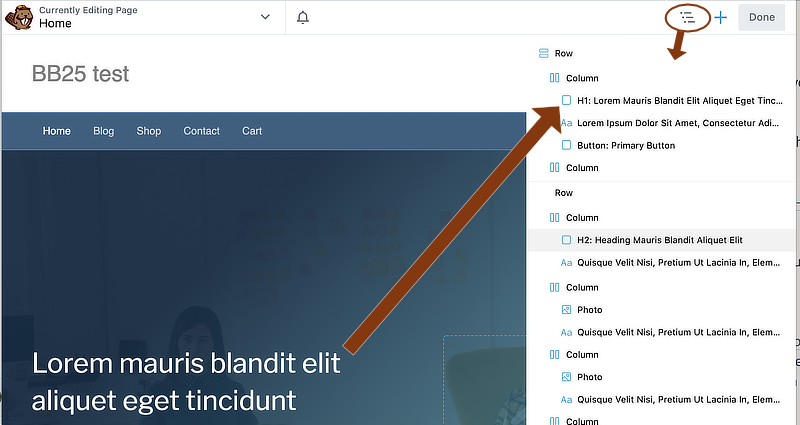 Currently Editing Page
Home
Done
BB25 test
Home Blog Shop Contact Cart
Lorem mauris blandit elit
aliquet eget tincidunt
Row
Column
H1: Lorem Mauris Blandit Elit Aliquet Eget Tinc...
Aa Lorem Ipsum Dolor Sit Amet, Consectetur Adi...
Button: Primary Button
Column
Row
Column
H2: Heading Mauris Blandit Aliquet Elit
Aa Quisque Velit Nisi, Pretium Ut Lacinia In, Elem...
Column
Photo
Aa Quisque Velit Nisi, Pretium Ut Lacinia In, Elem...
Column
Photo
Aa Quisque Velit Nisi, Pretium Ut Lacinia In, Elem...
Column